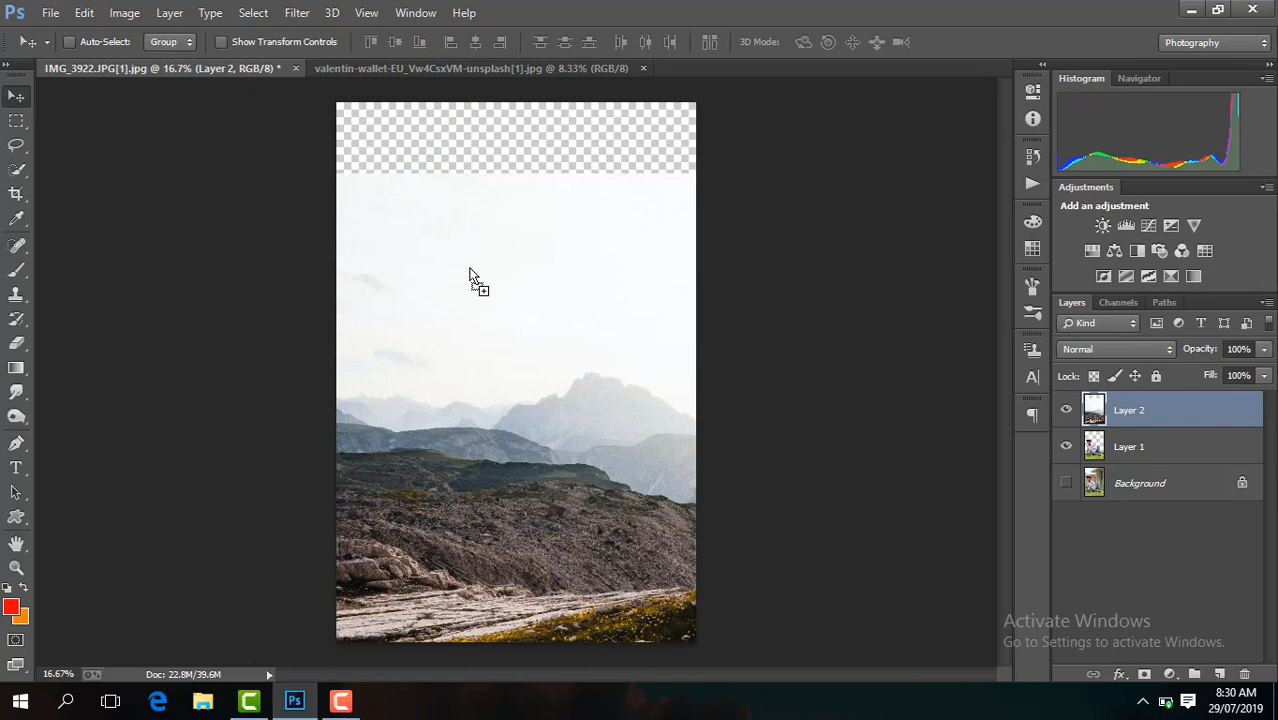 Ps File Edit Image Layer Type Select Filter 3D View Window Help
Auto-Select: Group Show Transform Controls 3D Mode: Photography
IMG_3922.JPG[1].jpg @ 16.7% (Layer 2, RGB/8) * × valentin-wallet-EU_Vw4CsxVM-unsplash[1].jpg @ 8.33% (RGB/8) ×
Histogram Navigator
Adjustments
Add an adjustment
Layers Channels Paths
Kind
Normal Opacity: 100%
Lock: Fill: 100%
Layer 2
Layer 1
Background
Activate Windows
Go to Settings to activate Windows.
16.67% Doc: 22.8M/39.6M
8:30 AM
29/07/2019